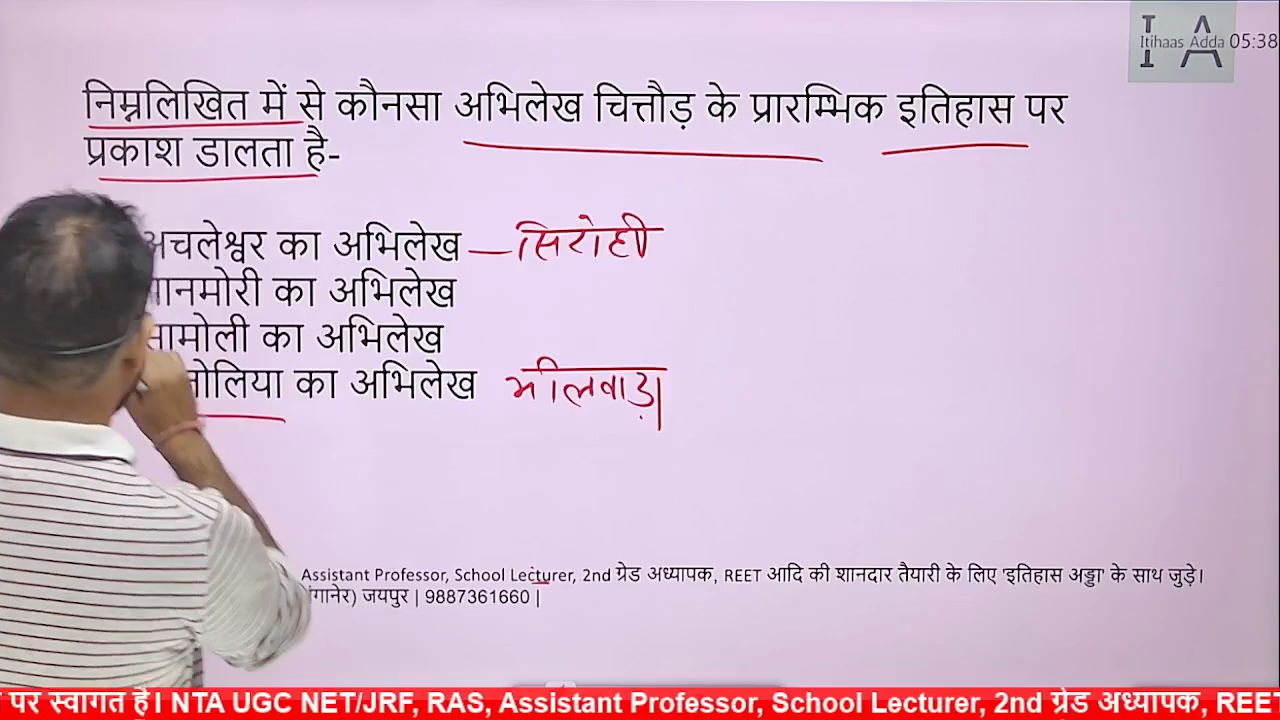 I A
Itihaas Adda 05:38
निम्नलिखित में से कौनसा अभिलेख चित्तौड़ के प्रारम्भिक इतिहास पर
प्रकाश डालता है-
अचलेश्वर का अभिलेख — सिरोही
मानमोरी का अभिलेख
सामोली का अभिलेख
का अभिलेख भीलवाड़ा
Assistant Professor, School Lecturer, 2nd ग्रेड अध्यापक, REET आदि की शानदार तैयारी के लिए 'इतिहास अड्डा' के साथ जुड़े।
जयपुर | 9887361660 |
पर स्वागत है। NTA UGC NET/JRF, RAS, Assistant Professor, School Lecturer, 2nd ग्रेड अध्यापक, REET